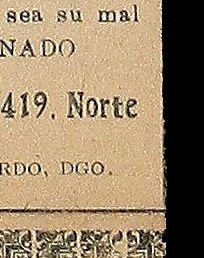 sea su mal
NADO
419, Norte
RDO, DGO.